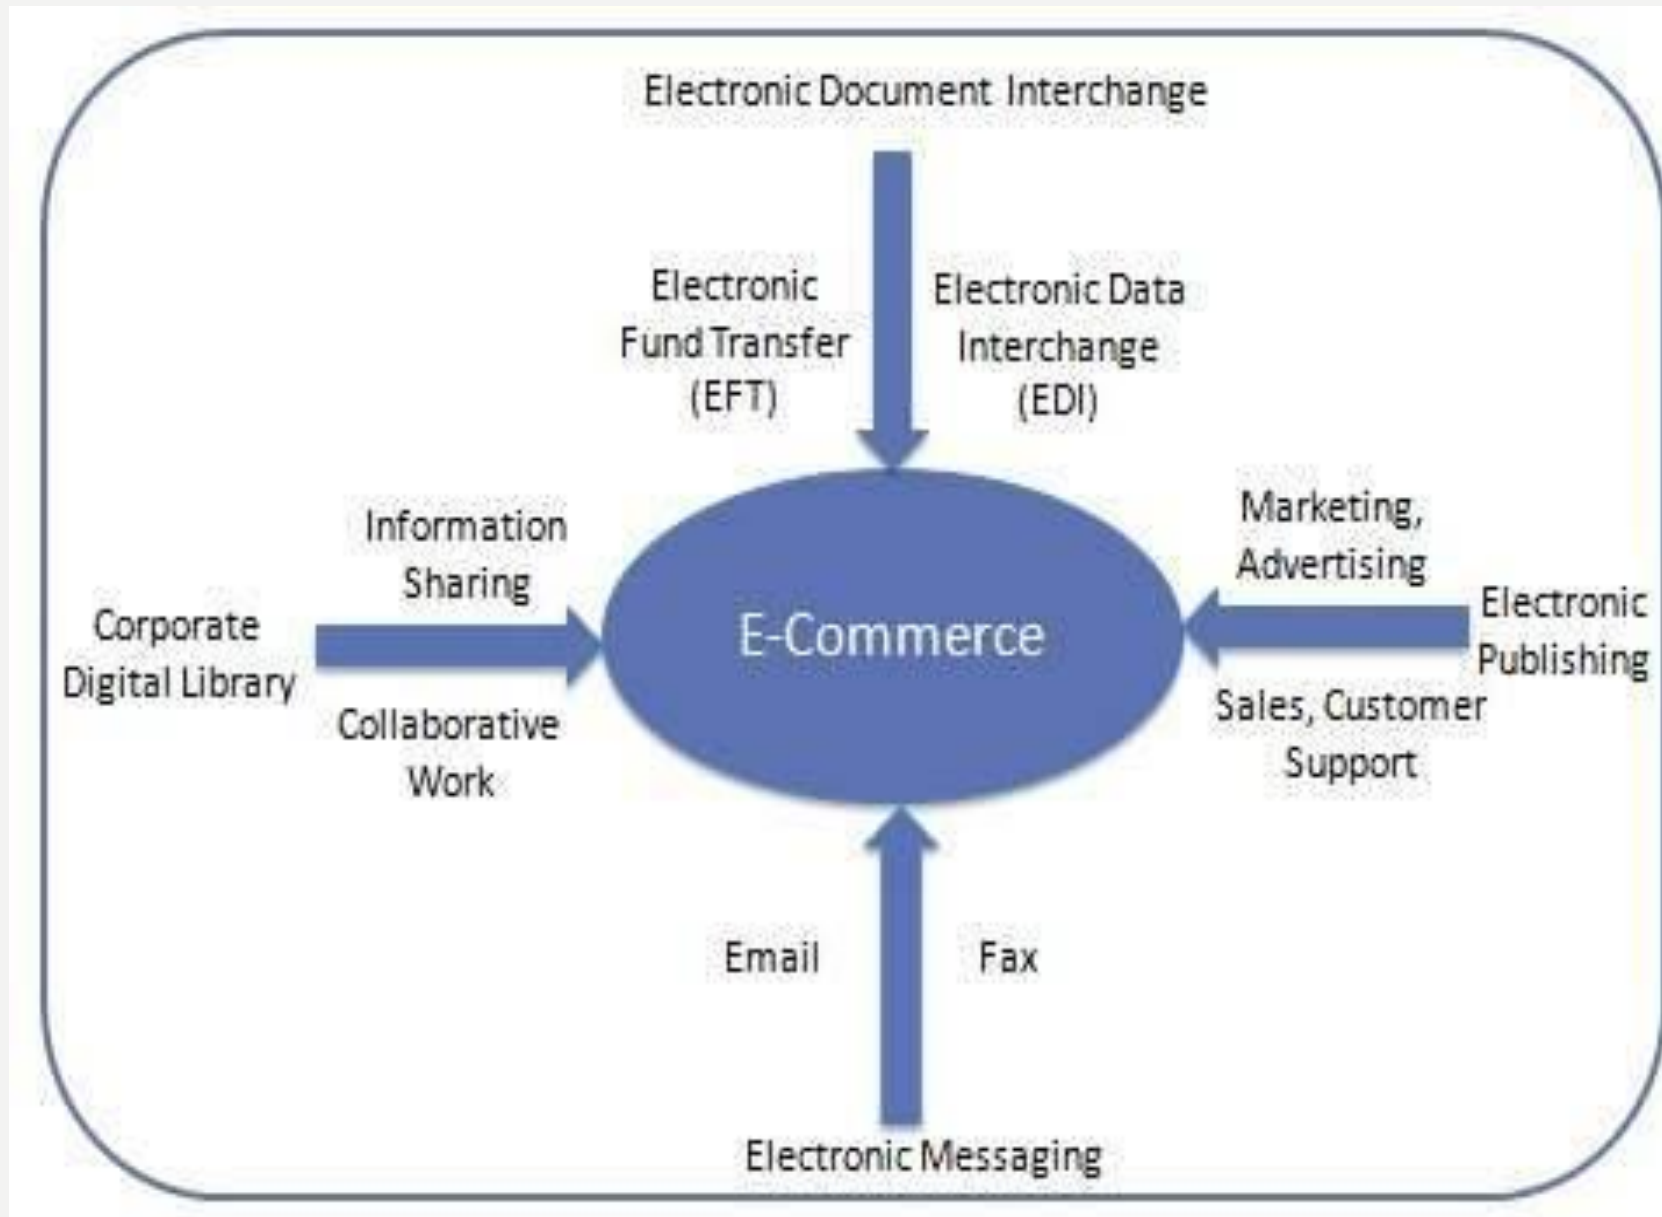 Electronic Document Interchange
Electronic
Fund Transfer
(EFT)
Electronic Data
Interchange
(EDI)
Information
Sharing
Corporate
Digital Library
Collaborative
Work
E-Commerce
Marketing,
Advertising
Electronic
Publishing
Sales, Customer
Support
Email
Fax
Electronic Messaging